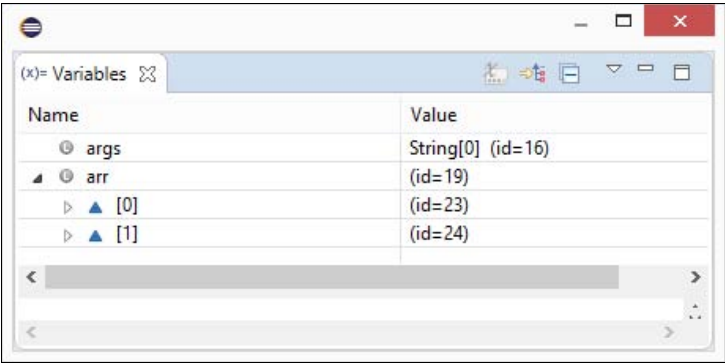 (x)= Variables
Name Value
args String[0] (id=16)
arr (id=19)
[0] (id=23)
[1] (id=24)